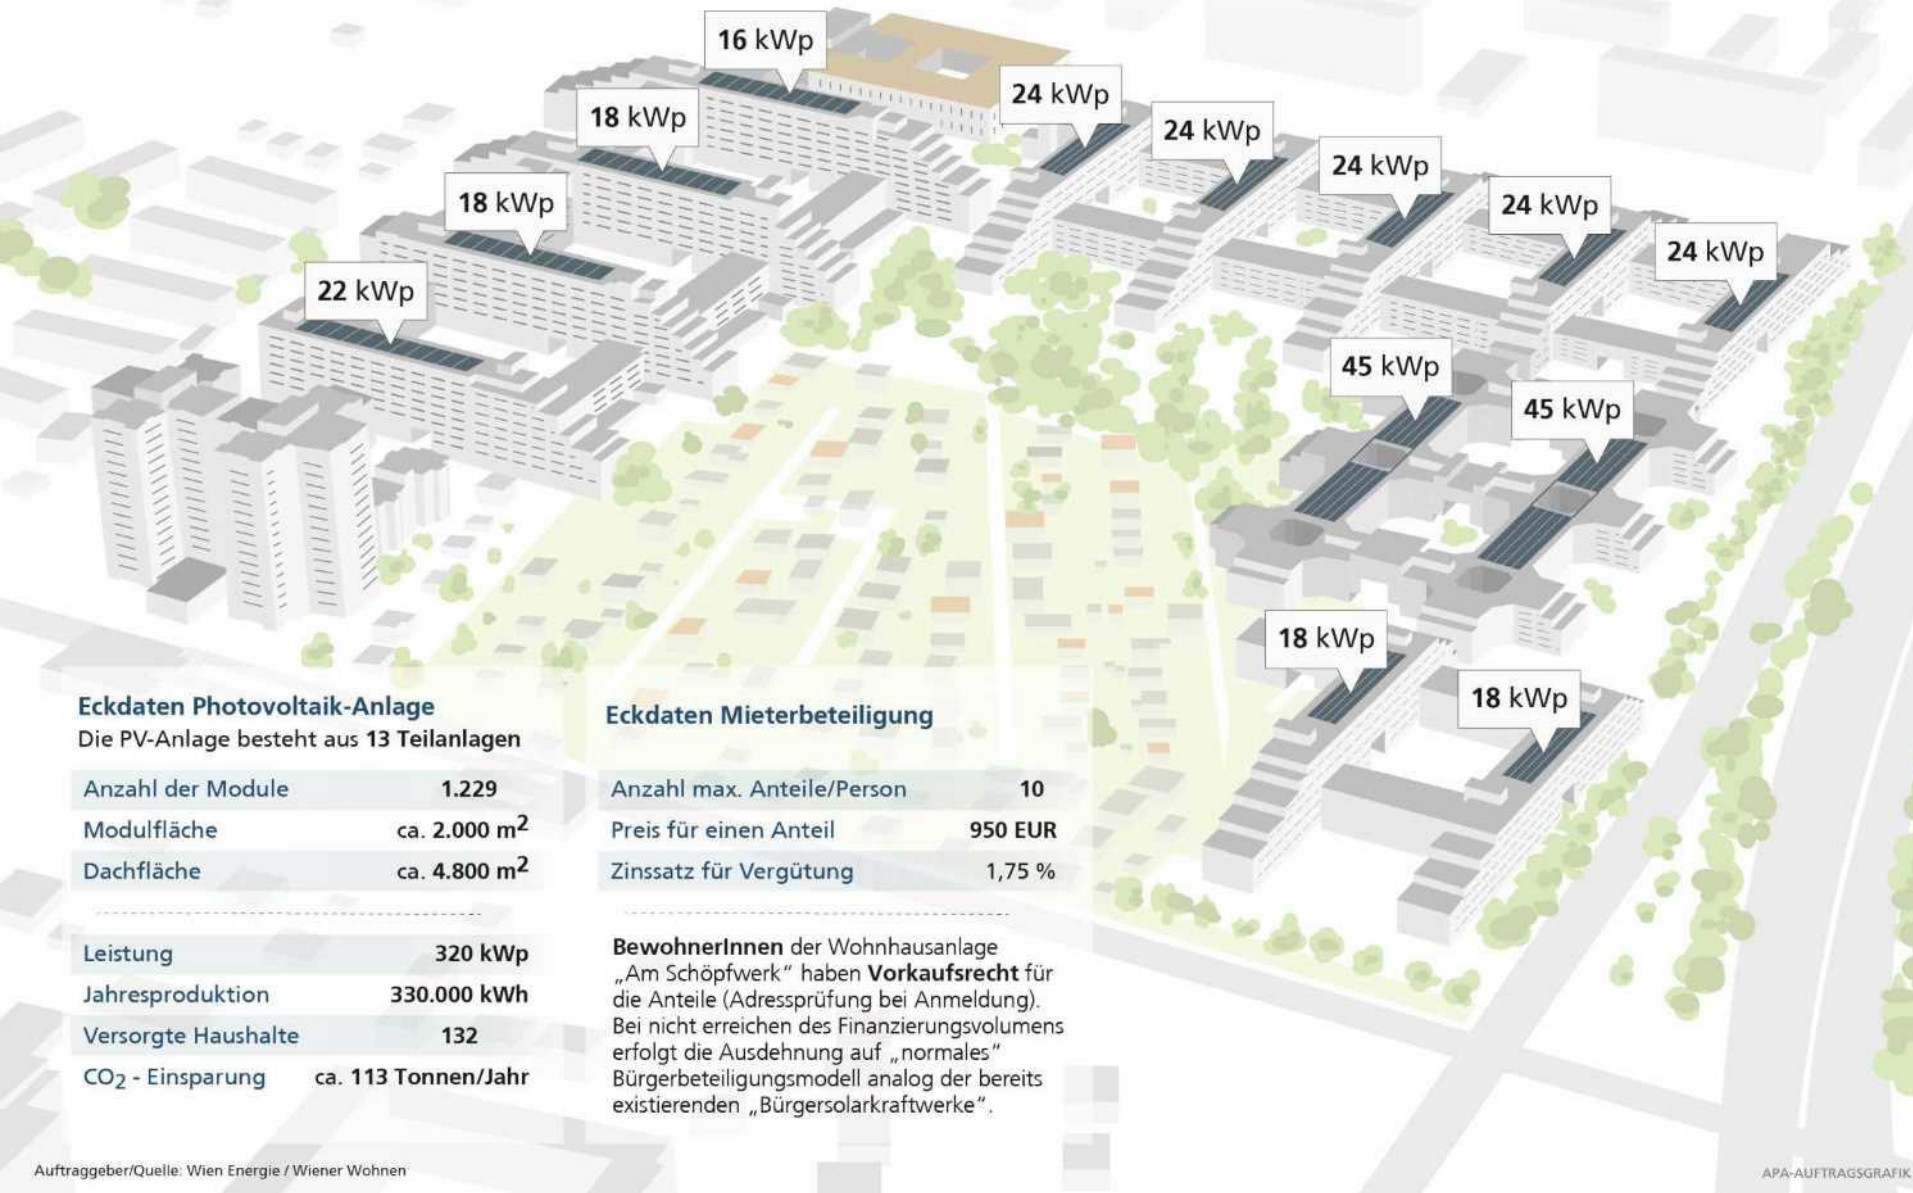 16 kWp
24 kWp
18 kWp
24 kWp
24 kWp
18 kWp
24 kWp
24 kWp
22 kWp
45 kWp
45 kWp
18 kWp
18 kWp
Eckdaten Photovoltaik-Anlage
Die PV-Anlage besteht aus 13 Teilanlagen
Anzahl der Module 1.229
Modulfläche ca. 2.000 m²
Dachfläche ca. 4.800 m²
Leistung 320 kWp
Jahresproduktion 330.000 kWh
Versorgte Haushalte 132
CO₂ - Einsparung ca. 113 Tonnen/Jahr
Eckdaten Mieterbeteiligung
Anzahl max. Anteile/Person 10
Preis für einen Anteil 950 EUR
Zinssatz für Vergütung 1,75 %
BewohnerInnen der Wohnhausanlage
„Am Schöpfwerk“ haben Vorkaufsrecht für
die Anteile (Adressprüfung bei Anmeldung).
Bei nicht erreichen des Finanzierungsvolumens
erfolgt die Ausdehnung auf „normales“
Bürgerbeteiligungsmodell analog der bereits
existierenden „Bürgersolarkraftwerke“.
Auftraggeber/Quelle: Wien Energie / Wiener Wohnen
APA-AUFTRAGSGRAFIK